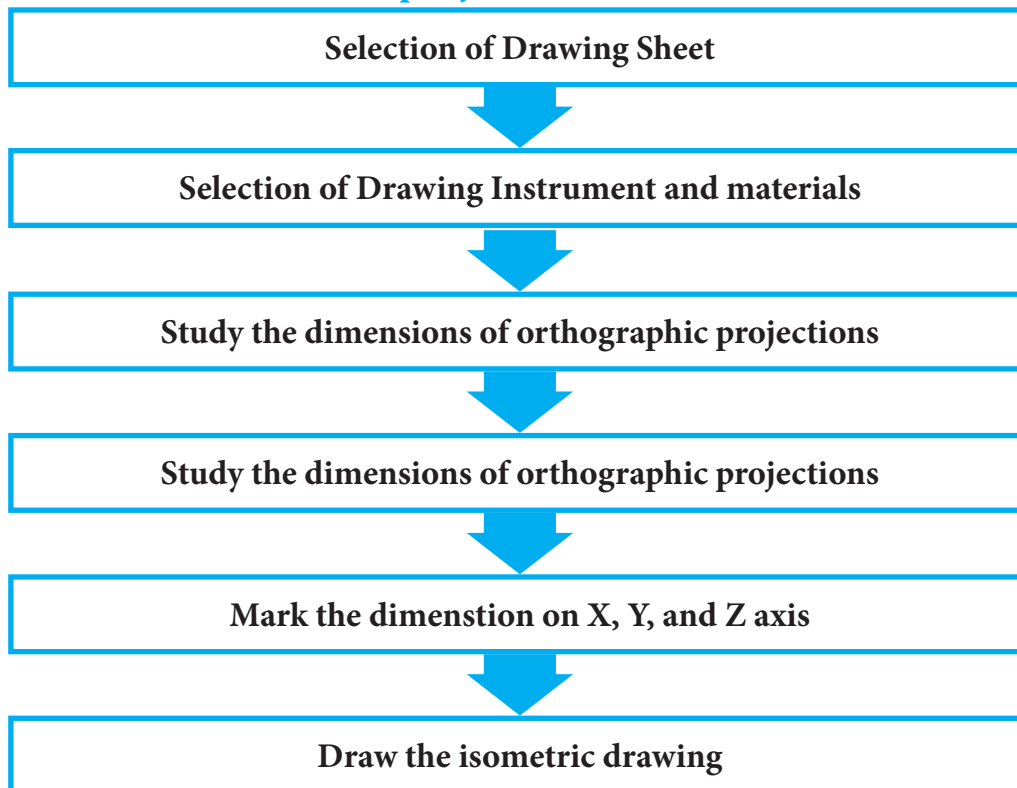 Selection of Drawing Sheet
Selection of Drawing Instrument and materials
Study the dimensions of orthographic projections
Study the dimensions of orthographic projections
Mark the dimenstion on X, Y, and Z axis
Draw the isometric drawing